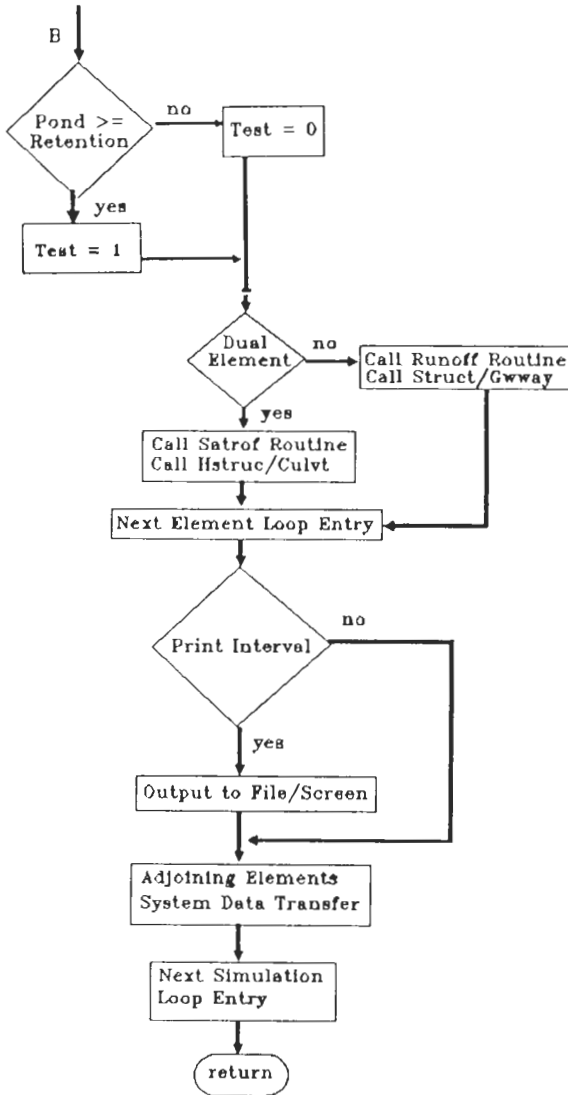 B
Pond >=
Retention
no
Test = 0
yes
Test = 1
Dual
Element
no
Call Runoff Routine
Call Struct/Gwway
yes
Call Satrof Routine
Call Hstruc/Culvt
Next Element Loop Entry
Print Interval
no
yes
Output to File/Screen
Adjoining Elements
System Data Transfer
Next Simulation
Loop Entry
return